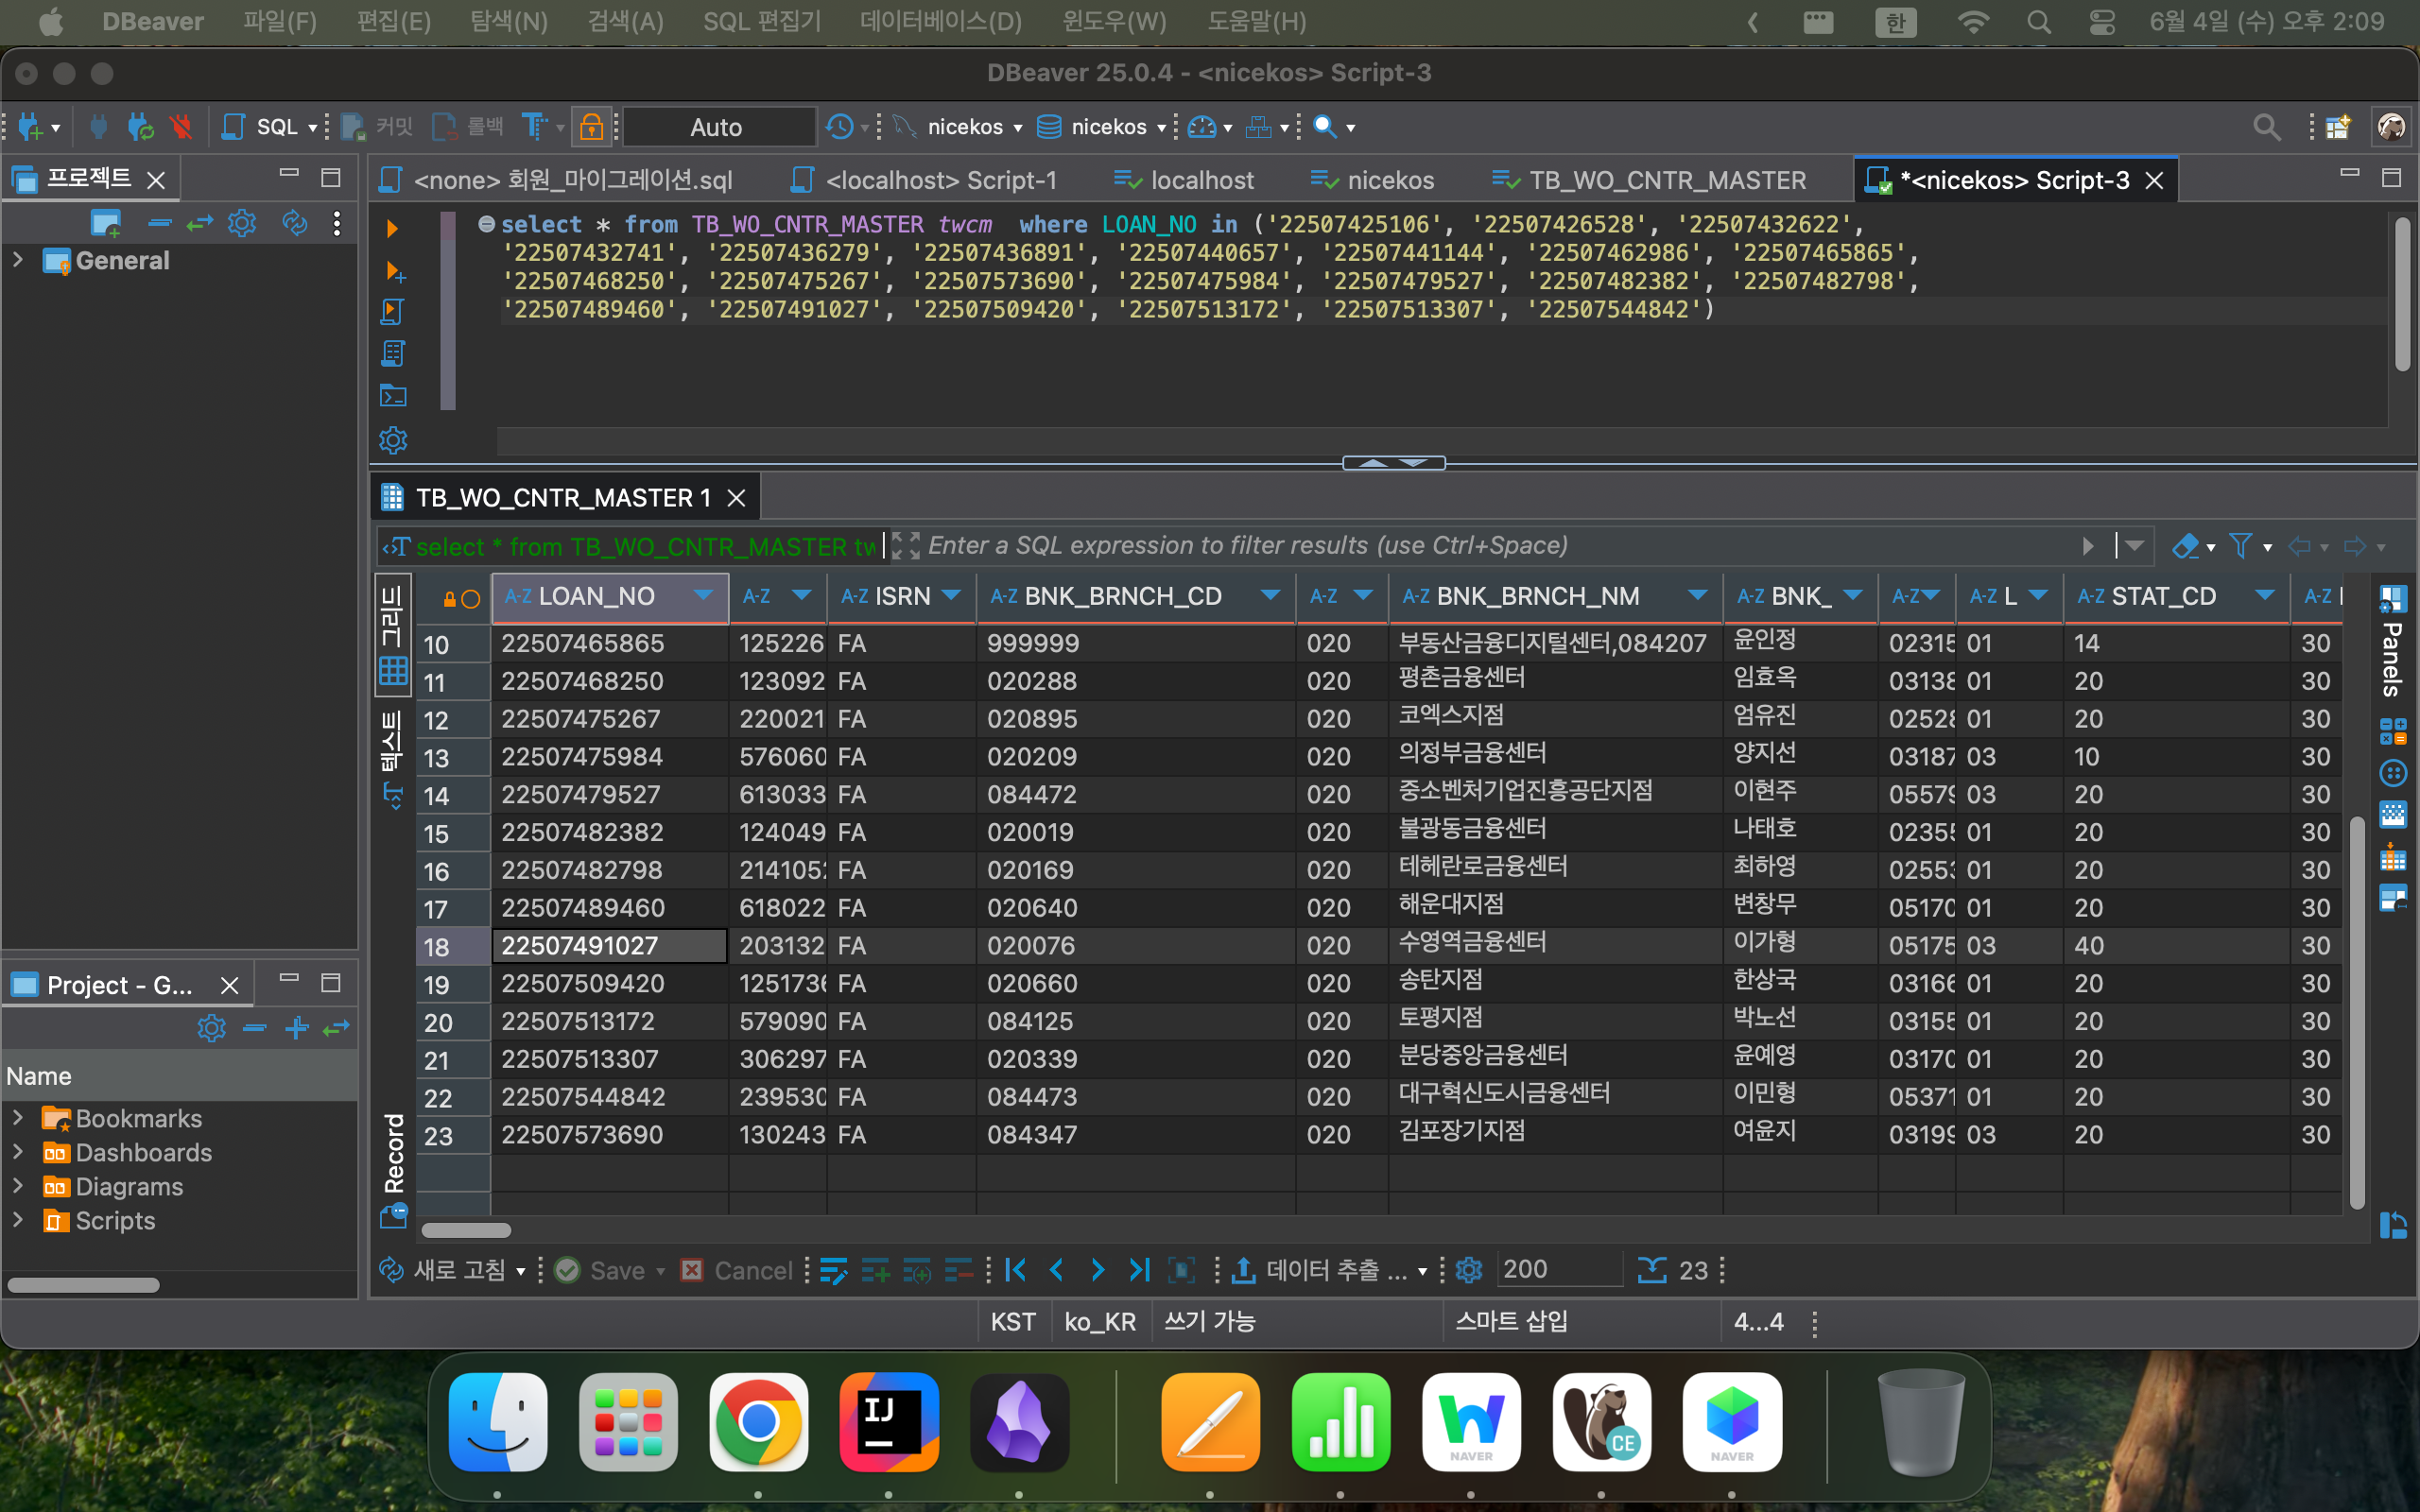 DBeaver 파일(F) 편집(E) 탐색(N) 검색(A) SQL 편집기 데이터베이스(D) 윈도우(W) 도움말(H) 한 6월 4일 (수) 오후 2:09
DBeaver 25.0.4 - <nicekos> Script-3
SQL 커밋 롤백 Auto nicekos nicekos
프로젝트
<none> 회원_마이그레이션.sql <localhost> Script-1 localhost nicekos TB_WO_CNTR_MASTER *<nicekos> Script-3
General
select * from TB_WO_CNTR_MASTER twcm where LOAN_NO in ('22507425106', '22507426528', '22507432622',
'22507432741', '22507436279', '22507436891', '22507440657', '22507441144', '22507462986', '22507465865',
'22507468250', '22507475267', '22507573690', '22507475984', '22507479527', '22507482382', '22507482798',
'22507489460', '22507491027', '22507509420', '22507513172', '22507513307', '22507544842')
TB_WO_CNTR_MASTER 1
select * from TB_WO_CNTR_MASTER tw Enter a SQL expression to filter results (use Ctrl+Space)
그리드
텍스트
Record
A-Z LOAN_NO A-Z A-Z ISRN A-Z BNK_BRNCH_CD A-Z A-Z BNK_BRNCH_NM A-Z BNK_ A-Z A-Z L A-Z STAT_CD A-Z
10 22507465865 125226 FA 999999 020 부동산금융디지털센터,084207 윤인정 02315 01 14 30
11 22507468250 123092 FA 020288 020 평촌금융센터 임효옥 03138 01 20 30
12 22507475267 220021 FA 020895 020 코엑스지점 엄유진 02528 01 20 30
13 22507475984 576060 FA 020209 020 의정부금융센터 양지선 03187 03 10 30
14 22507479527 613033 FA 084472 020 중소벤처기업진흥공단지점 이현주 05579 03 20 30
15 22507482382 124049 FA 020019 020 불광동금융센터 나태호 02355 01 20 30
16 22507482798 2141052 FA 020169 020 테헤란로금융센터 최하영 02553 01 20 30
17 22507489460 618022 FA 020640 020 해운대지점 변창무 05170 01 20 30
18 22507491027 203132 FA 020076 020 수영역금융센터 이가형 05175 03 40 30
19 22507509420 1251736 FA 020660 020 송탄지점 한상국 03166 01 20 30
20 22507513172 579090 FA 084125 020 토평지점 박노선 03155 01 20 30
21 22507513307 306297 FA 020339 020 분당중앙금융센터 윤예영 03170 01 20 30
22 22507544842 239530 FA 084473 020 대구혁신도시금융센터 이민형 05371 01 20 30
23 22507573690 130243 FA 084347 020 김포장기지점 여윤지 03199 03 20 30
Panels
Project - G...
Name
Bookmarks
Dashboards
Diagrams
Scripts
새로 고침 Save Cancel 데이터 추출 ... 200 23
KST ko_KR 쓰기 가능 스마트 삽입 4...4
IJ
NAVER
CE
NAVER